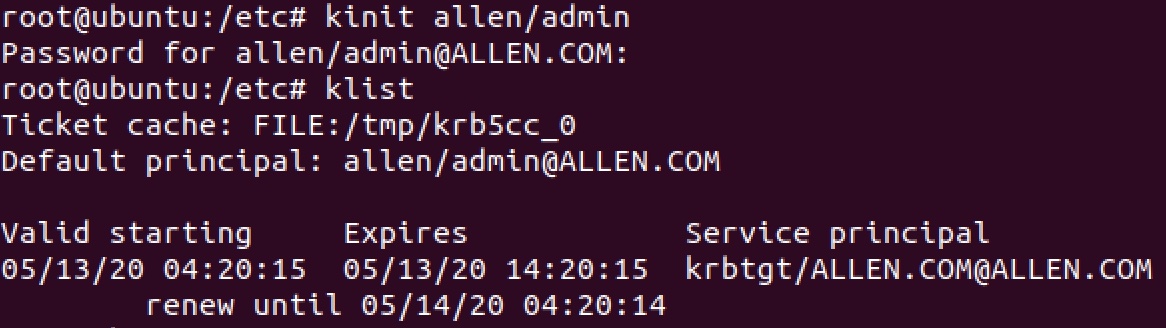 root@ubuntu:/etc# kinit allen/admin
Password for allen/admin@ALLEN.COM:
root@ubuntu:/etc# klist
Ticket cache: FILE:/tmp/krb5cc_0
Default principal: allen/admin@ALLEN.COM

Valid starting     Expires            Service principal
05/13/20 04:20:15  05/13/20 14:20:15  krbtgt/ALLEN.COM@ALLEN.COM
        renew until 05/14/20 04:20:14